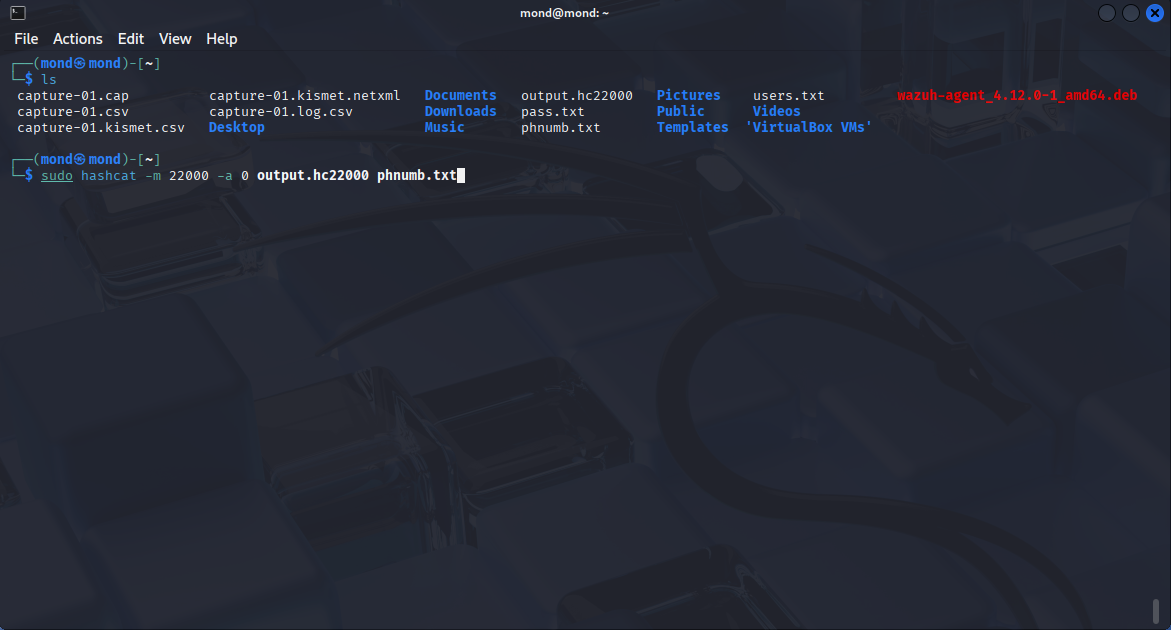 mond@mond: ~
File Actions Edit View Help
┌──(mond㉿mond)-[~]
└─$ ls
capture-01.cap capture-01.kismet.netxml Documents output.hc22000 Pictures users.txt wazuh-agent_4.12.0-1_amd64.deb
capture-01.csv capture-01.log.csv Downloads pass.txt Public Videos
capture-01.kismet.csv Desktop Music phnumb.txt Templates 'VirtualBox VMs'
┌──(mond㉿mond)-[~]
└─$ sudo hashcat -m 22000 -a 0 output.hc22000 phnumb.txt